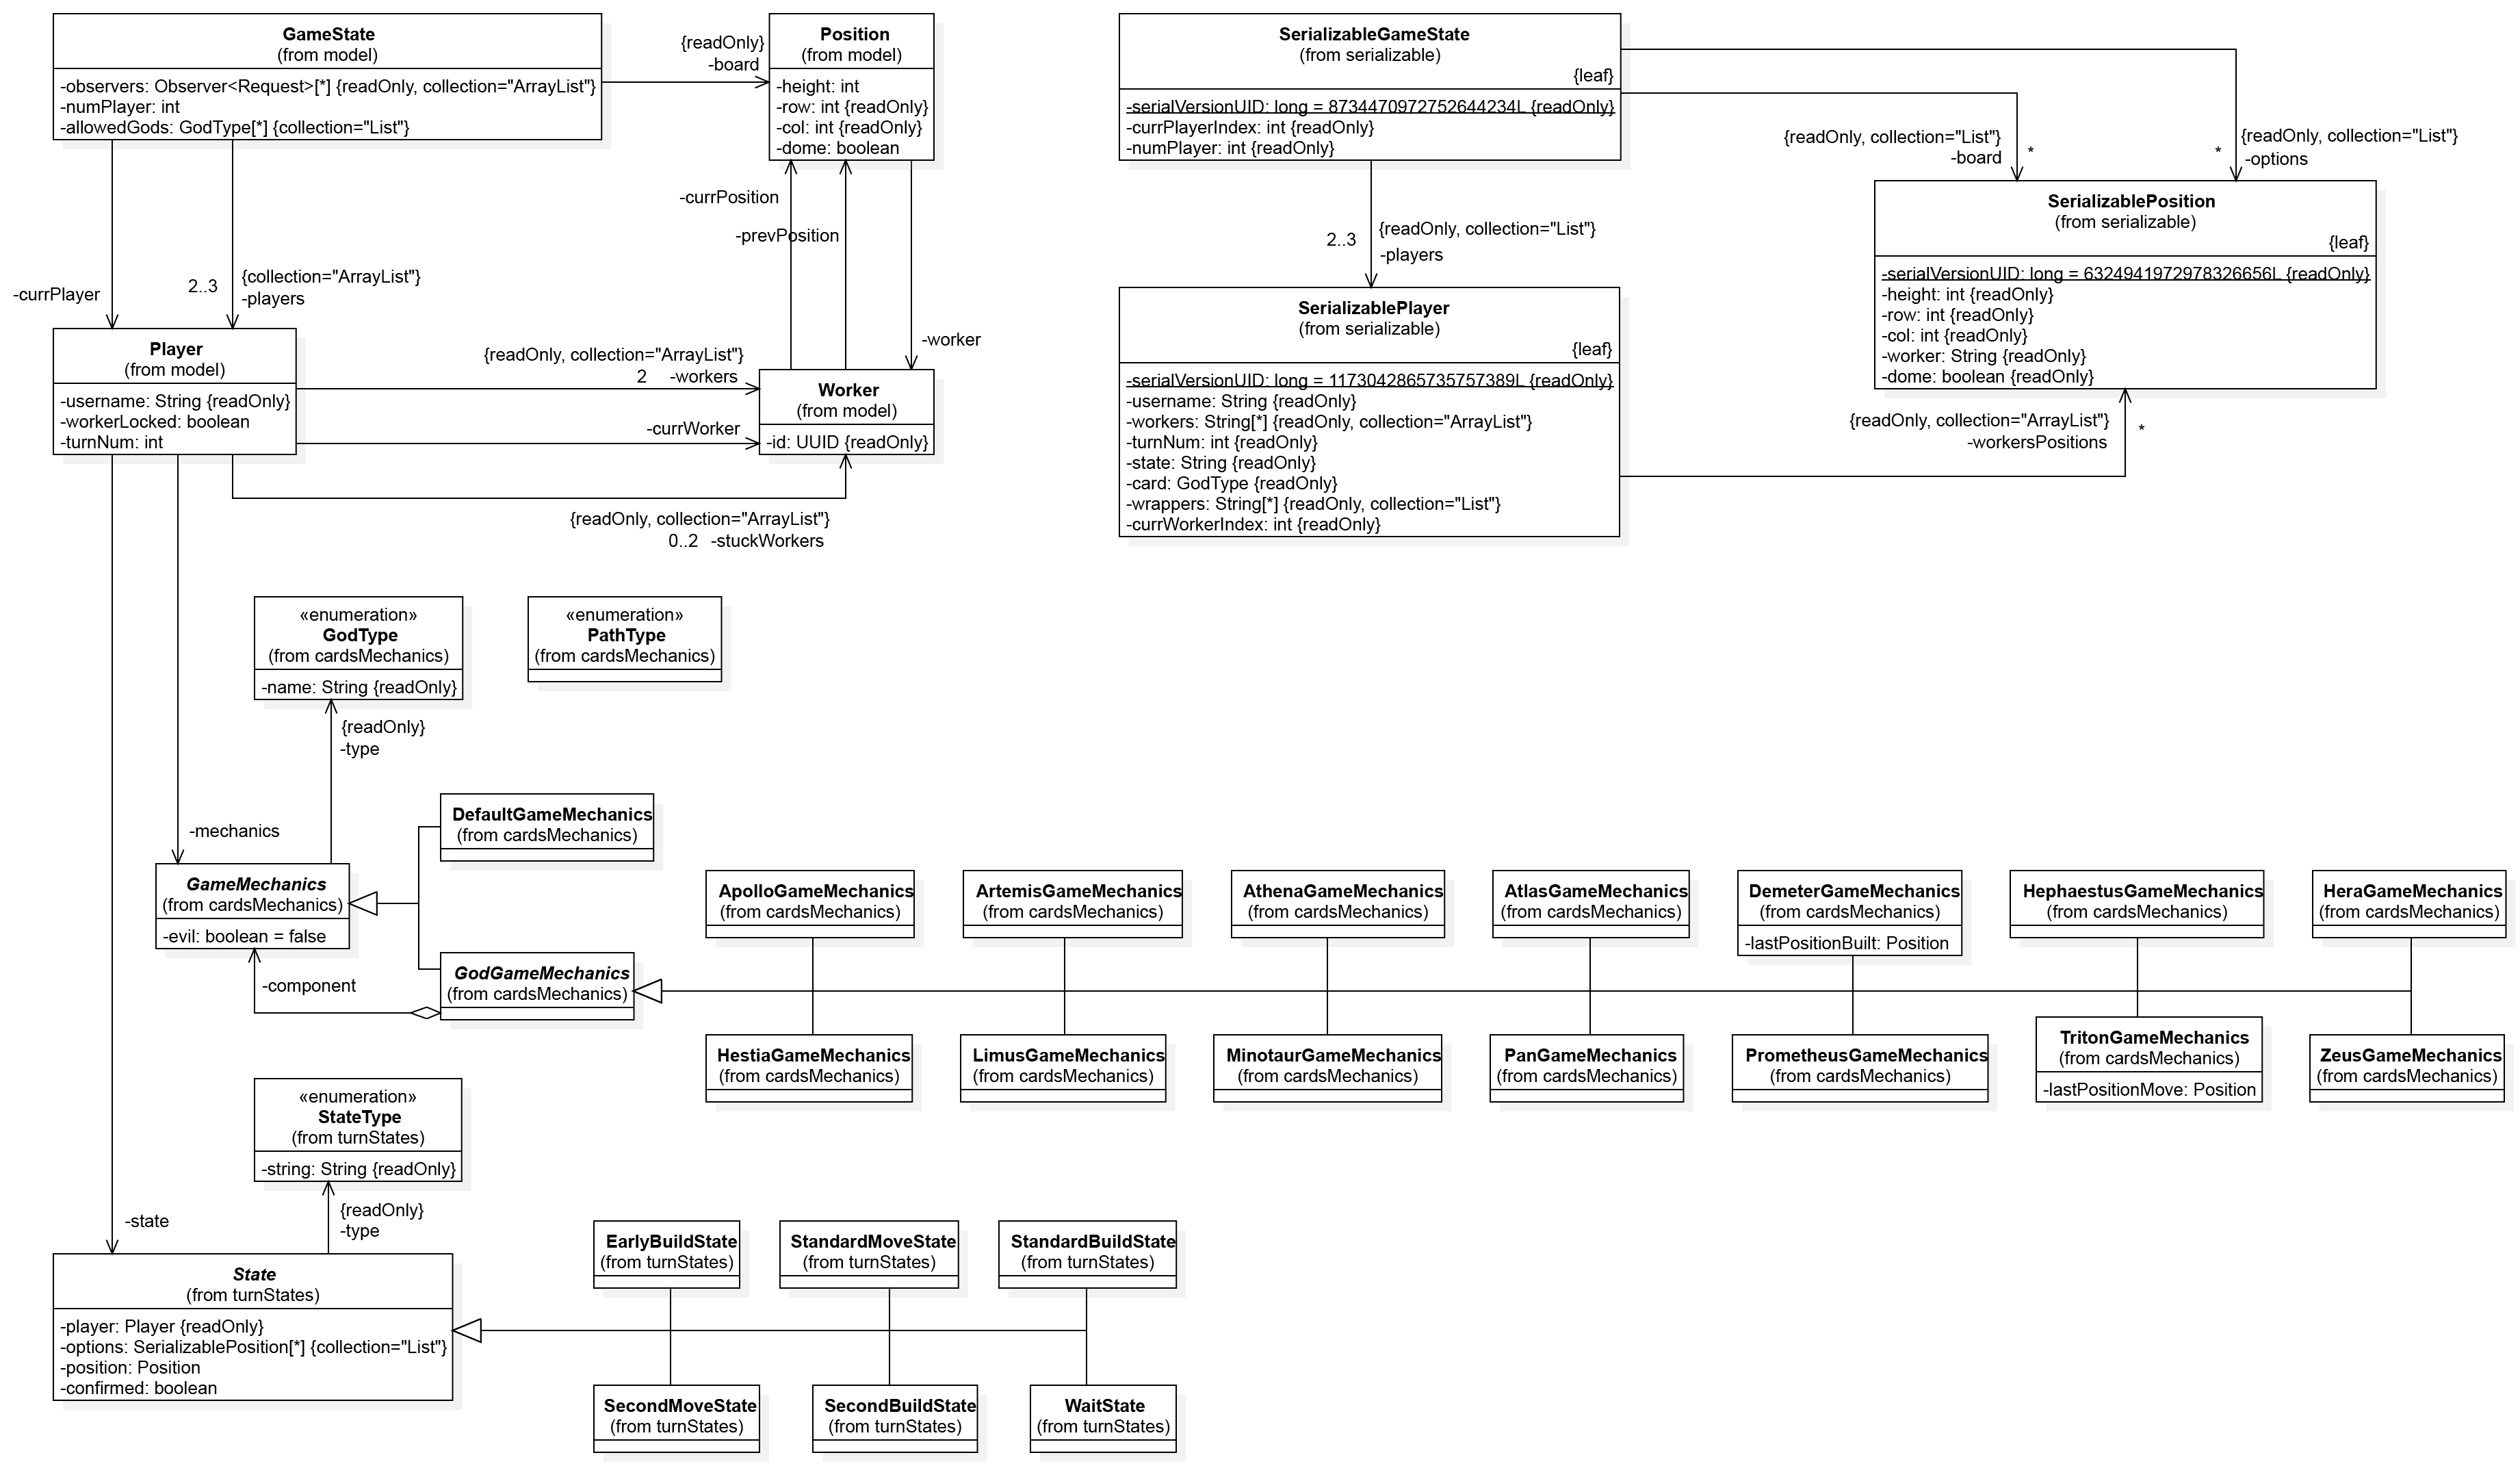 GameState
(from model)
-observers: Observer<Request>[*] {readOnly, collection="ArrayList"}
-numPlayer: int
-allowedGods: GodType[*] {collection="List"}
{readOnly}
-board
Position
(from model)
-height: int
-row: int {readOnly}
-col: int {readOnly}
-dome: boolean
-currPosition
-prevPosition
-worker
-currPlayer
2..3
{collection="ArrayList"}
-players
Player
(from model)
-username: String {readOnly}
-workerLocked: boolean
-turnNum: int
{readOnly, collection="ArrayList"}
2
-workers
-currWorker
Worker
(from model)
-id: UUID {readOnly}
{readOnly, collection="ArrayList"}
0..2
-stuckWorkers
SerializableGameState
(from serializable)
{leaf}
-serialVersionUID: long = 8734470972752644234L {readOnly}
-currPlayerIndex: int {readOnly}
-numPlayer: int {readOnly}
{readOnly, collection="List"}
-board
*
*
{readOnly, collection="List"}
-options
2..3
{readOnly, collection="List"}
-players
SerializablePosition
(from serializable)
{leaf}
-serialVersionUID: long = 6324941972978326656L {readOnly}
-height: int {readOnly}
-row: int {readOnly}
-col: int {readOnly}
-worker: String {readOnly}
-dome: boolean {readOnly}
SerializablePlayer
(from serializable)
{leaf}
-serialVersionUID: long = 1173042865735757389L {readOnly}
-username: String {readOnly}
-workers: String[*] {readOnly, collection="ArrayList"}
-turnNum: int {readOnly}
-state: String {readOnly}
-card: GodType {readOnly}
-wrappers: String[*] {readOnly, collection="List"}
-currWorkerIndex: int {readOnly}
{readOnly, collection="ArrayList"}
-workersPositions
*
«enumeration»
GodType
(from cardsMechanics)
-name: String {readOnly}
«enumeration»
PathType
(from cardsMechanics)
{readOnly}
-type
-mechanics
DefaultGameMechanics
(from cardsMechanics)
GameMechanics
(from cardsMechanics)
-evil: boolean = false
-component
GodGameMechanics
(from cardsMechanics)
ApolloGameMechanics
(from cardsMechanics)
ArtemisGameMechanics
(from cardsMechanics)
AthenaGameMechanics
(from cardsMechanics)
AtlasGameMechanics
(from cardsMechanics)
DemeterGameMechanics
(from cardsMechanics)
-lastPositionBuilt: Position
HephaestusGameMechanics
(from cardsMechanics)
HeraGameMechanics
(from cardsMechanics)
HestiaGameMechanics
(from cardsMechanics)
LimusGameMechanics
(from cardsMechanics)
MinotaurGameMechanics
(from cardsMechanics)
PanGameMechanics
(from cardsMechanics)
PrometheusGameMechanics
(from cardsMechanics)
TritonGameMechanics
(from cardsMechanics)
-lastPositionMove: Position
ZeusGameMechanics
(from cardsMechanics)
«enumeration»
StateType
(from turnStates)
-string: String {readOnly}
{readOnly}
-type
-state
State
(from turnStates)
-player: Player {readOnly}
-options: SerializablePosition[*] {collection="List"}
-position: Position
-confirmed: boolean
EarlyBuildState
(from turnStates)
StandardMoveState
(from turnStates)
StandardBuildState
(from turnStates)
SecondMoveState
(from turnStates)
SecondBuildState
(from turnStates)
WaitState
(from turnStates)